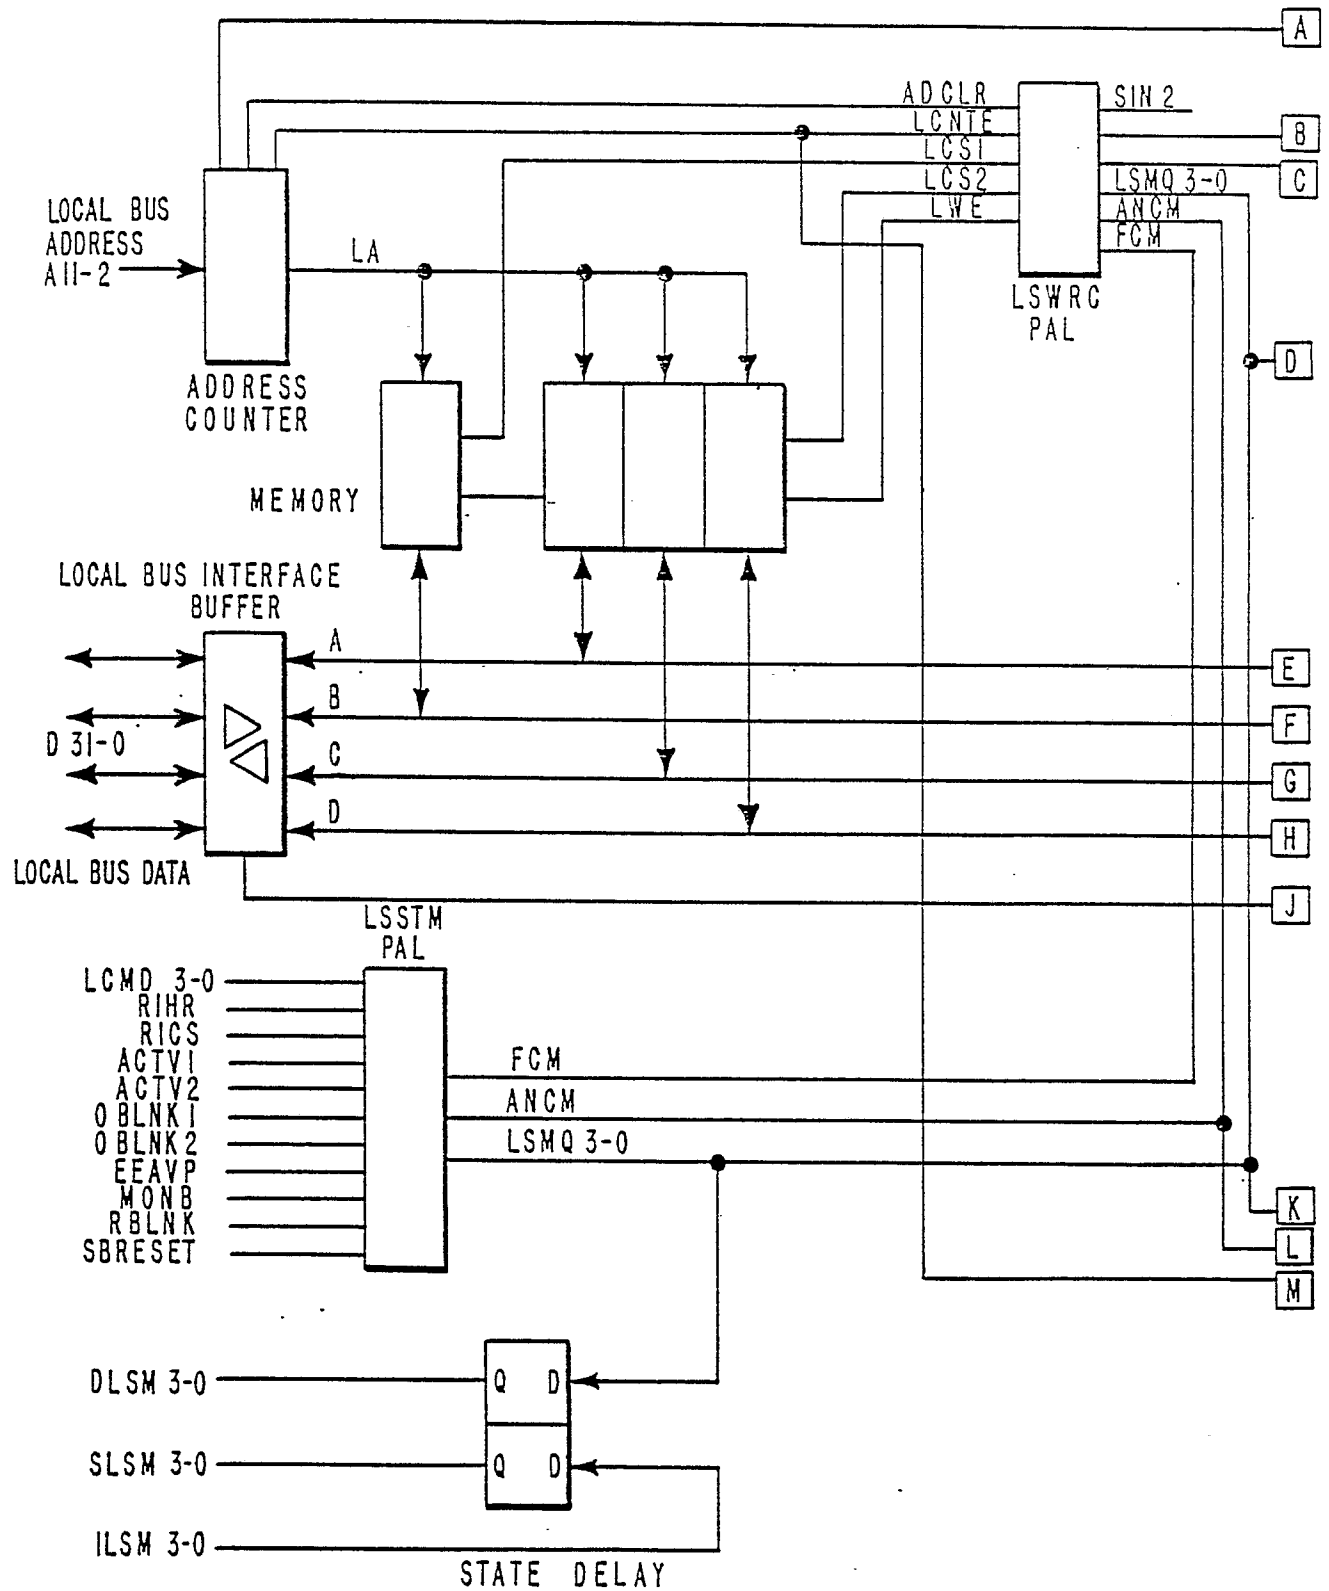 A
ADCLR
SIN 2
LCNTE
B
LCS1
LCS2
LSMQ 3-0
C
LWE
ANCM
FCM
LOCAL BUS
ADDRESS
A11-2
LA
LSWRC
PAL
D
ADDRESS
COUNTER
MEMORY
LOCAL BUS INTERFACE
BUFFER
A
E
B
F
D 31-0
C
G
D
H
LOCAL BUS DATA
J
LSSTM
PAL
LCMD 3-0
RIHR
RICS
ACTV1
ACTV2
OBLNK1
OBLNK2
EEAVP
MONB
RBLNK
SBRESET
FCM
ANCM
LSMQ 3-0
K
L
M
DLSM 3-0
Q D
SLSM 3-0
Q D
ILSM 3-0
STATE DELAY